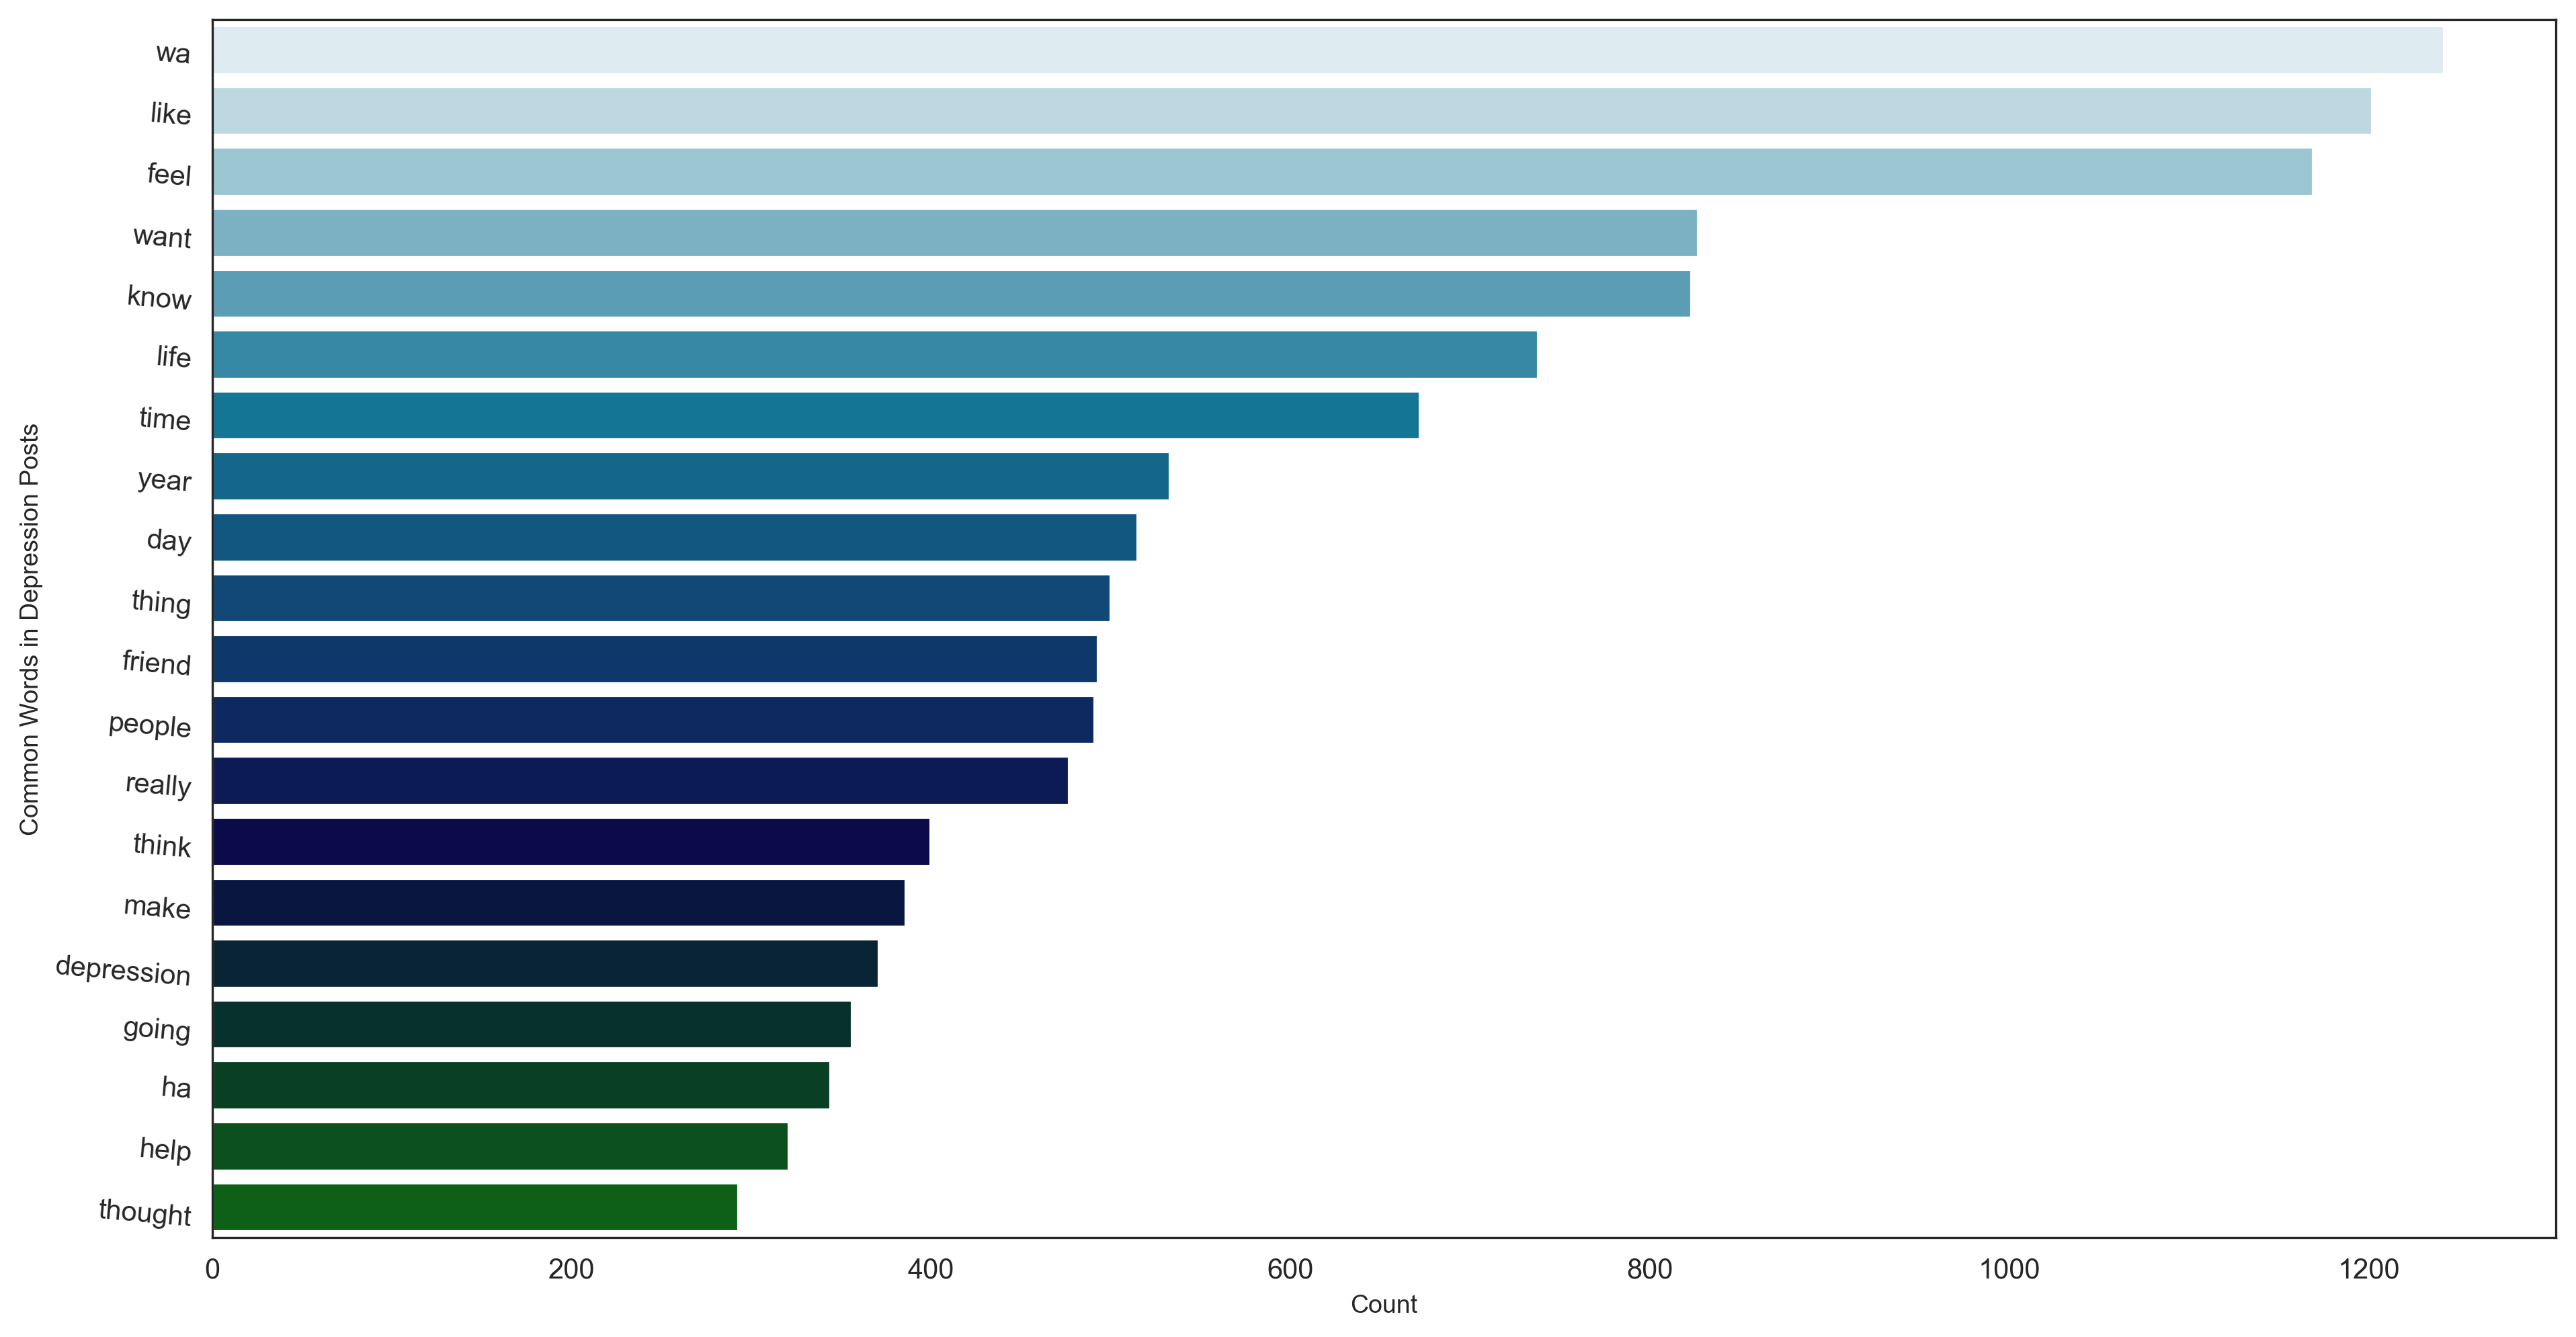 wa
like
feel
want
know
life
time
year
day
thing
friend
people
really
think
make
depression
going
ha
help
thought
Common Words in Depression Posts
0 200 400 600 800 1000 1200
Count